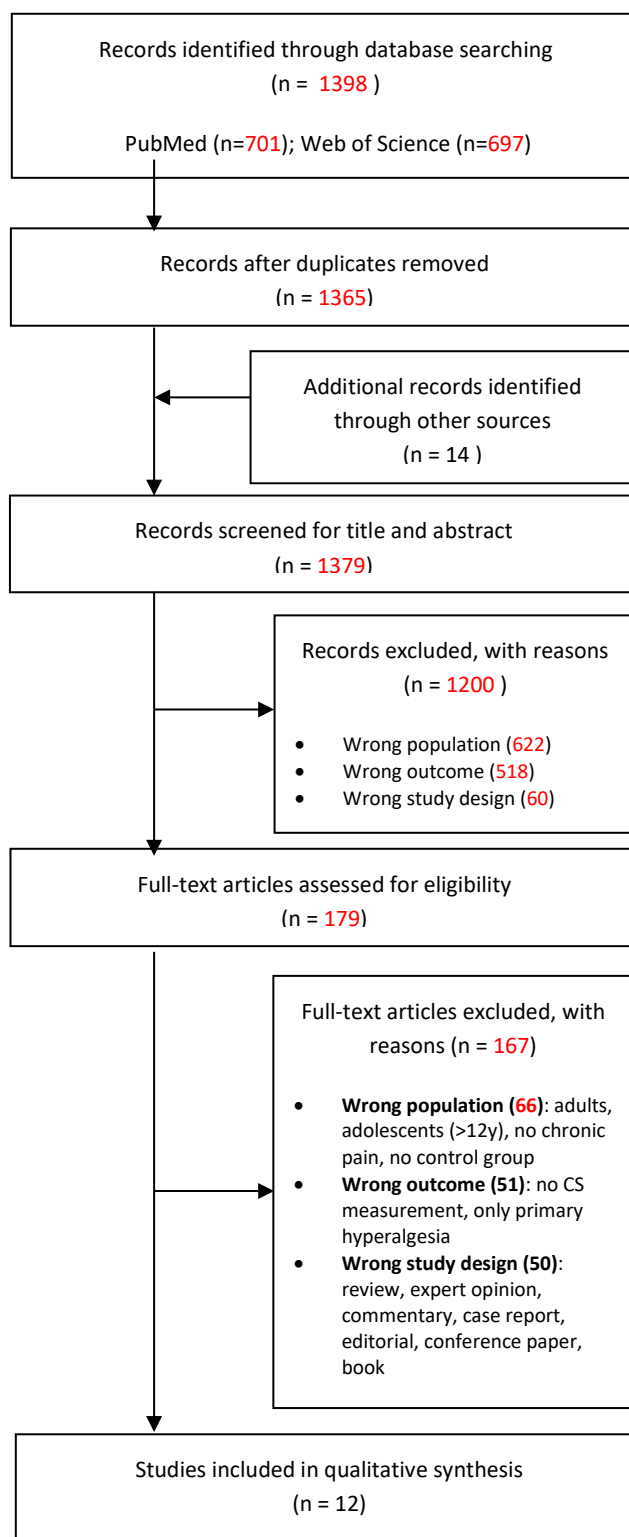 Records identified through database searching
(n = 1398 )
PubMed (n=701); Web of Science (n=697)
Records after duplicates removed
(n = 1365)
Additional records identified
through other sources
(n = 14 )
Records screened for title and abstract
(n = 1379)
Records excluded, with reasons
(n = 1200 )
• Wrong population (622)
• Wrong outcome (518)
• Wrong study design (60)
Full-text articles assessed for eligibility
(n = 179)
Full-text articles excluded, with
reasons (n = 167)
• Wrong population (66): adults,
adolescents (>12y), no chronic
pain, no control group
• Wrong outcome (51): no CS
measurement, only primary
hyperalgesia
• Wrong study design (50):
review, expert opinion,
commentary, case report,
editorial, conference paper,
book
Studies included in qualitative synthesis
(n = 12)